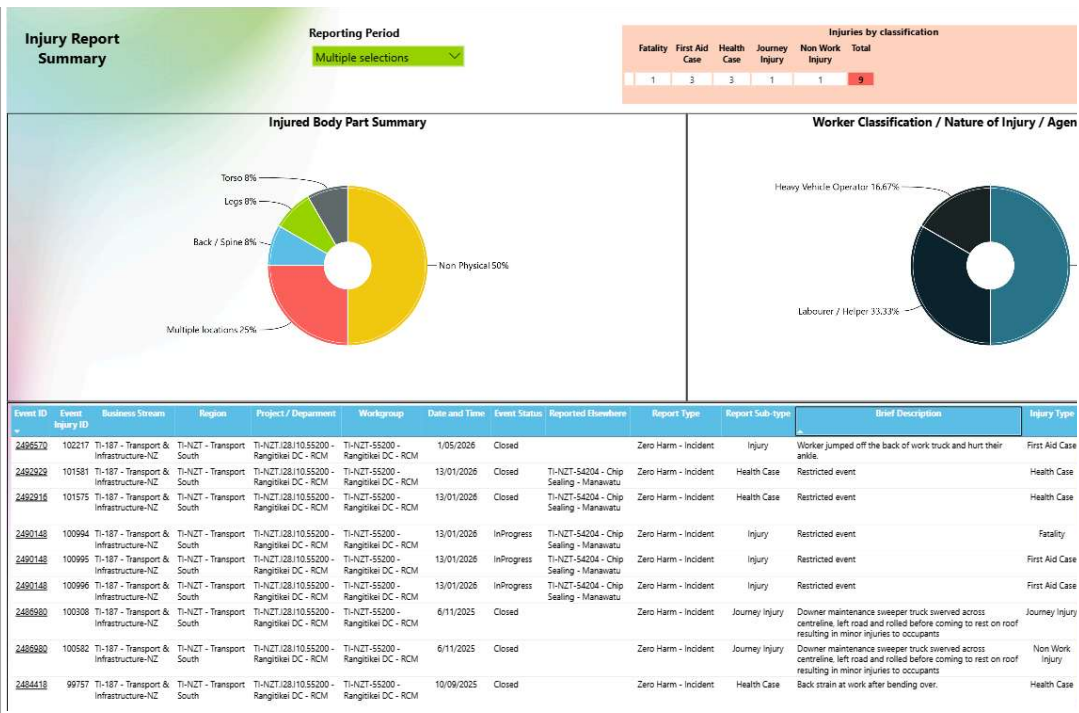 Injury Report
Summary
Reporting Period
Multiple selections
Injuries by classification
Fatality First Aid Case Health Case Journey Injury Non Work Injury Total
1 3 3 1 1 9
Injured Body Part Summary
Torso 8%
Legs 8%
Back / Spine 8%
Non Physical 50%
Multiple locations 25%
Worker Classification / Nature of Injury / Agen
Heavy Vehicle Operator 16.67%
Labourer / Helper 33.33%
Event ID Event Injury ID Business Stream Region Project / Department Workgroup Date and Time Event Status Reported Elsewhere Report Type Report Sub-type Brief Description Injury Type
2496570 102217 TI-187 - Transport & Infrastructure-NZ TI-NZT - Transport South TI-NZT.I28.I10.55200 - Rangitikei DC - RCM TI-NZT-55200 - Rangitikei DC - RCM 1/05/2026 Closed Zero Harm - Incident Injury Worker jumped off the back of work truck and hurt their ankle. First Aid Case
2492929 101581 TI-187 - Transport & Infrastructure-NZ TI-NZT - Transport South TI-NZT.I28.I10.55200 - Rangitikei DC - RCM TI-NZT-55200 - Rangitikei DC - RCM 13/01/2026 Closed TI-NZT-54204 - Chip Sealing - Manawatu Zero Harm - Incident Health Case Restricted event Health Case
2492916 101575 TI-187 - Transport & Infrastructure-NZ TI-NZT - Transport South TI-NZT.I28.I10.55200 - Rangitikei DC - RCM TI-NZT-55200 - Rangitikei DC - RCM 13/01/2026 Closed TI-NZT-54204 - Chip Sealing - Manawatu Zero Harm - Incident Health Case Restricted event Health Case
2490148 100994 TI-187 - Transport & Infrastructure-NZ TI-NZT - Transport South TI-NZT.I28.I10.55200 - Rangitikei DC - RCM TI-NZT-55200 - Rangitikei DC - RCM 13/01/2026 InProgress TI-NZT-54204 - Chip Sealing - Manawatu Zero Harm - Incident Injury Restricted event Fatality
2490148 100995 TI-187 - Transport & Infrastructure-NZ TI-NZT - Transport South TI-NZT.I28.I10.55200 - Rangitikei DC - RCM TI-NZT-55200 - Rangitikei DC - RCM 13/01/2026 InProgress TI-NZT-54204 - Chip Sealing - Manawatu Zero Harm - Incident Injury Restricted event First Aid Case
2490148 100996 TI-187 - Transport & Infrastructure-NZ TI-NZT - Transport South TI-NZT.I28.I10.55200 - Rangitikei DC - RCM TI-NZT-55200 - Rangitikei DC - RCM 13/01/2026 InProgress TI-NZT-54204 - Chip Sealing - Manawatu Zero Harm - Incident Injury Restricted event First Aid Case
2486980 100308 TI-187 - Transport & Infrastructure-NZ TI-NZT - Transport South TI-NZT.I28.I10.55200 - Rangitikei DC - RCM TI-NZT-55200 - Rangitikei DC - RCM 6/11/2025 Closed Zero Harm - Incident Journey Injury Downer maintenance sweeper truck swerved across centreline, left road and rolled before coming to rest on roof resulting in minor injuries to occupants Journey Injury
2486980 100582 TI-187 - Transport & Infrastructure-NZ TI-NZT - Transport South TI-NZT.I28.I10.55200 - Rangitikei DC - RCM TI-NZT-55200 - Rangitikei DC - RCM 6/11/2025 Closed Zero Harm - Incident Journey Injury Downer maintenance sweeper truck swerved across centreline, left road and rolled before coming to rest on roof resulting in minor injuries to occupants Non Work Injury
2484418 99757 TI-187 - Transport & Infrastructure-NZ TI-NZT - Transport South TI-NZT.I28.I10.55200 - Rangitikei DC - RCM TI-NZT-55200 - Rangitikei DC - RCM 10/09/2025 Closed Zero Harm - Incident Health Case Back strain at work after bending over. Health Case